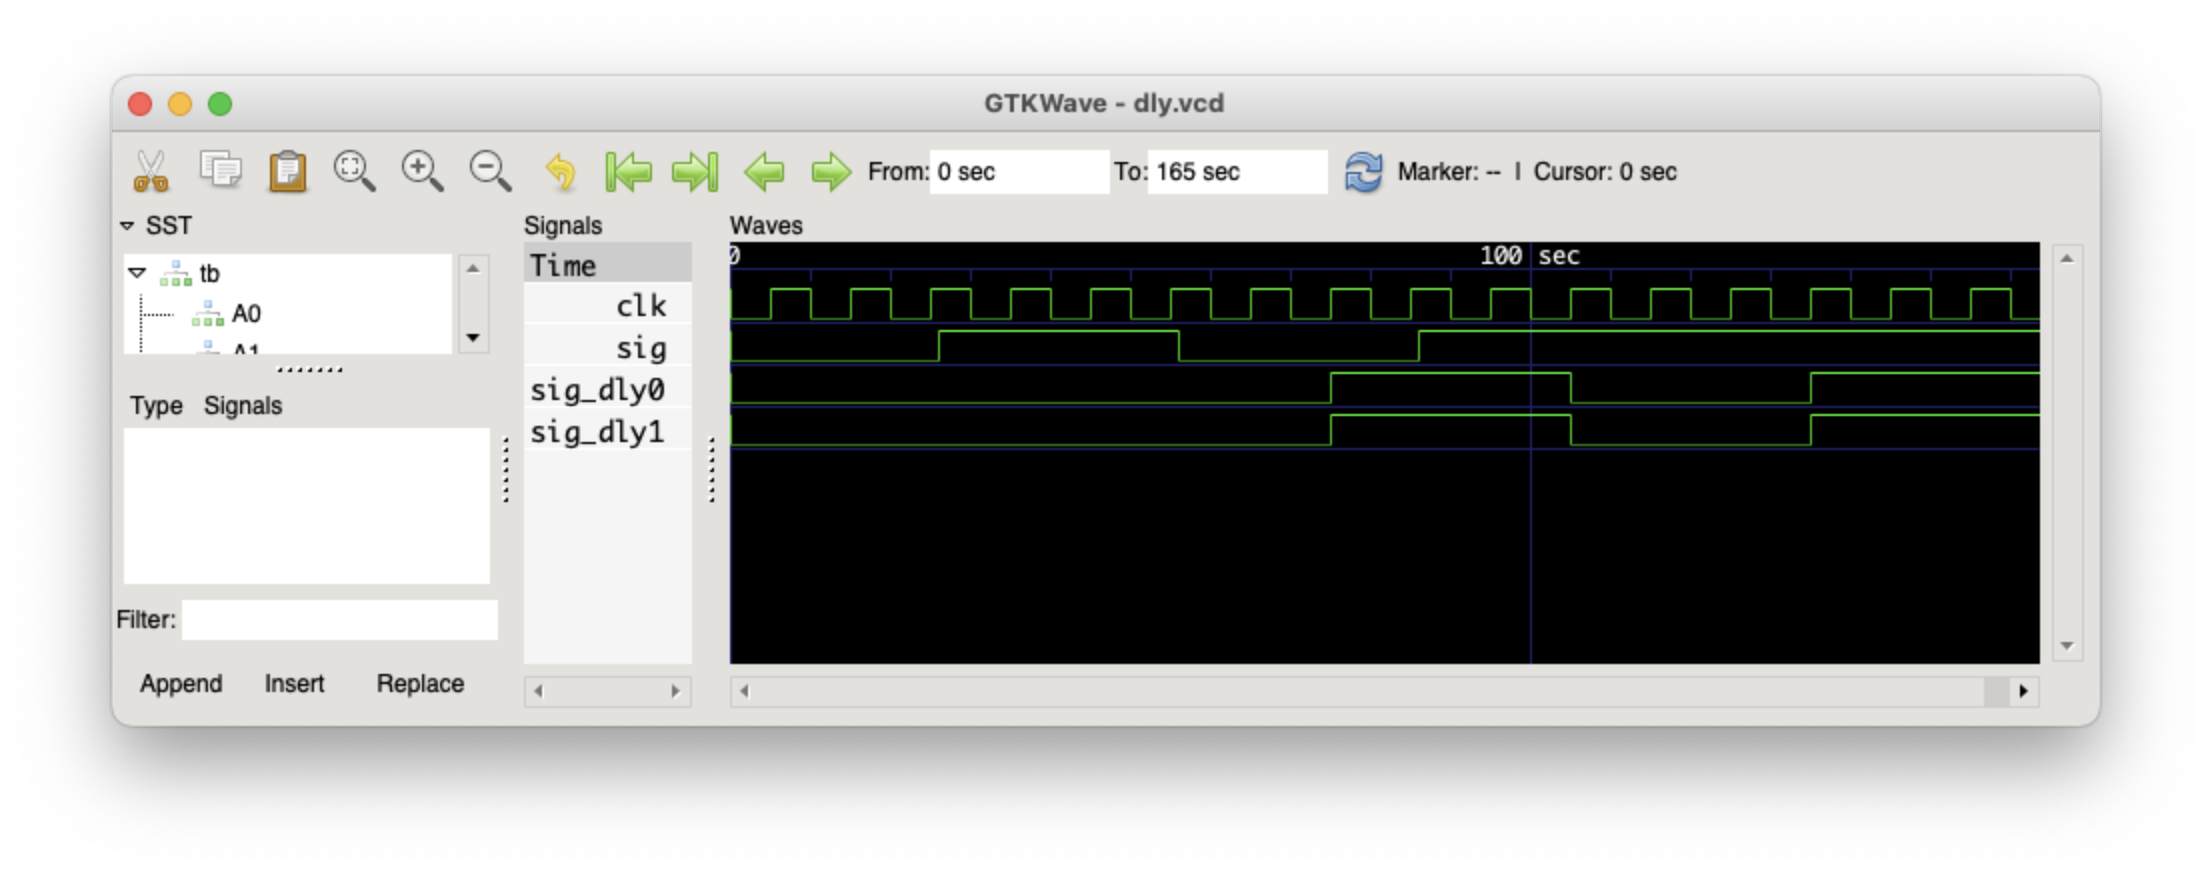 GTKWave - dly.vcd
From: 0 sec To: 165 sec Marker: -- | Cursor: 0 sec
SST
tb
A0
A1
Type Signals
Filter:
Append Insert Replace
Signals
Time
clk
sig
sig_dly0
sig_dly1
Waves
0 100 sec